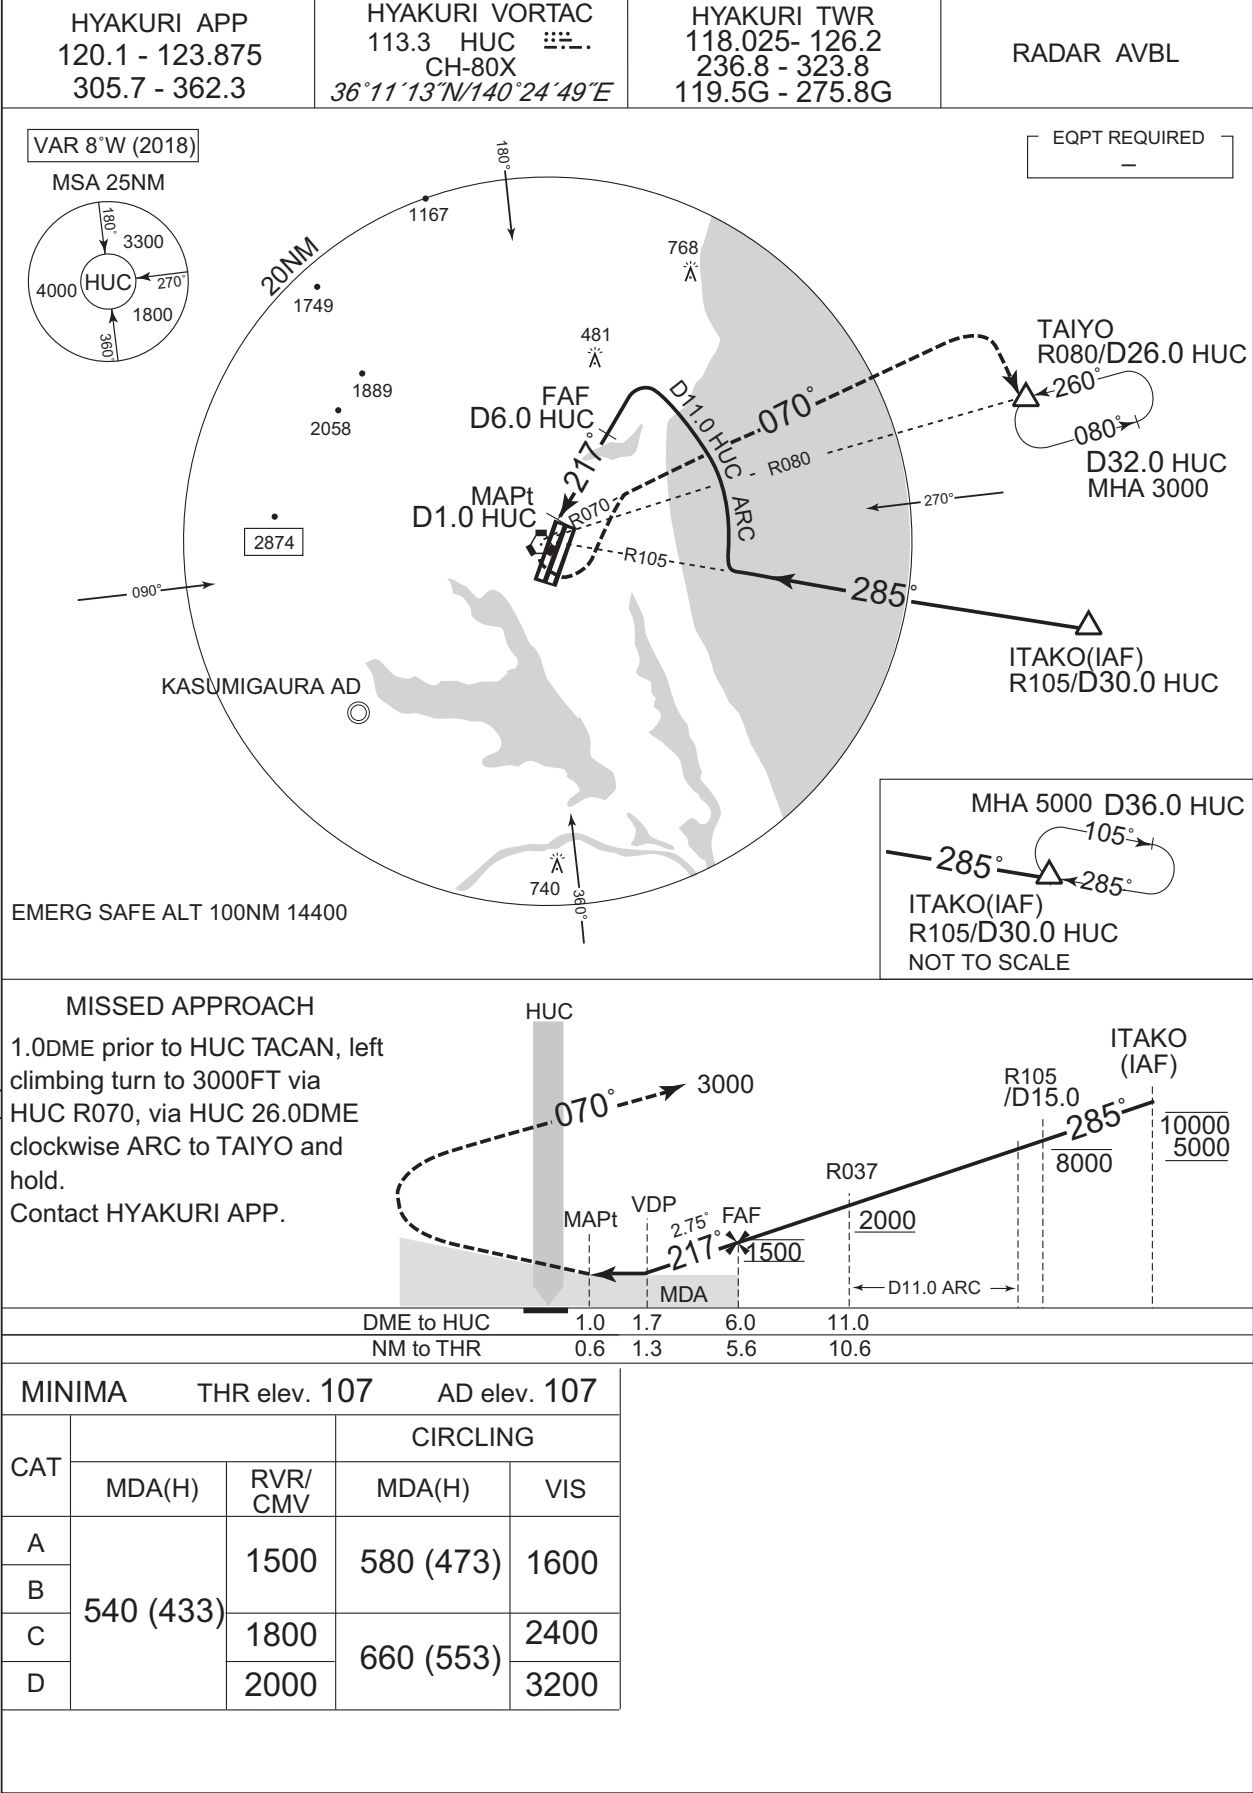 HYAKURI APP
120.1 - 123.875
305.7 - 362.3
HYAKURI VORTAC
113.3 HUC
CH-80X
36°11´13˝N/140°24´49˝E
HYAKURI TWR
118.025- 126.2
236.8 - 323.8
119.5G - 275.8G
RADAR AVBL
VAR 8°W (2018)
MSA 25NM
180°
3300
HUC
270°
4000
1800
360°
EQPT REQUIRED
–
180°
1167
20NM
768
1749
481
1889
2058
FAF
D6.0 HUC
217°
D11.0 HUC ARC
070°
TAIYO
R080/D26.0 HUC
260°
080°
D32.0 HUC
MHA 3000
R080
MAPt
D1.0 HUC
R070
270°
2874
R105
090°
285°
ITAKO(IAF)
R105/D30.0 HUC
KASUMIGAURA AD
740
360°
EMERG SAFE ALT 100NM 14400
MHA 5000 D36.0 HUC
105°
285°
285°
ITAKO(IAF)
R105/D30.0 HUC
NOT TO SCALE
MISSED APPROACH
1.0DME prior to HUC TACAN, left
climbing turn to 3000FT via
HUC R070, via HUC 26.0DME
clockwise ARC to TAIYO and
hold.
Contact HYAKURI APP.
HUC
070°
3000
MAPt
VDP
2.75°
217°
FAF
1500
MDA
R037
2000
D11.0 ARC
R105
/D15.0
8000
285°
ITAKO
(IAF)
10000
5000
DME to HUC 1.0 1.7 6.0 11.0
NM to THR 0.6 1.3 5.6 10.6
MINIMA THR elev. 107 AD elev. 107
CAT
CIRCLING
MDA(H)
RVR/
CMV
MDA(H)
VIS
A
B
C
D
540 (433)
1500
1800
2000
580 (473)
660 (553)
1600
2400
3200